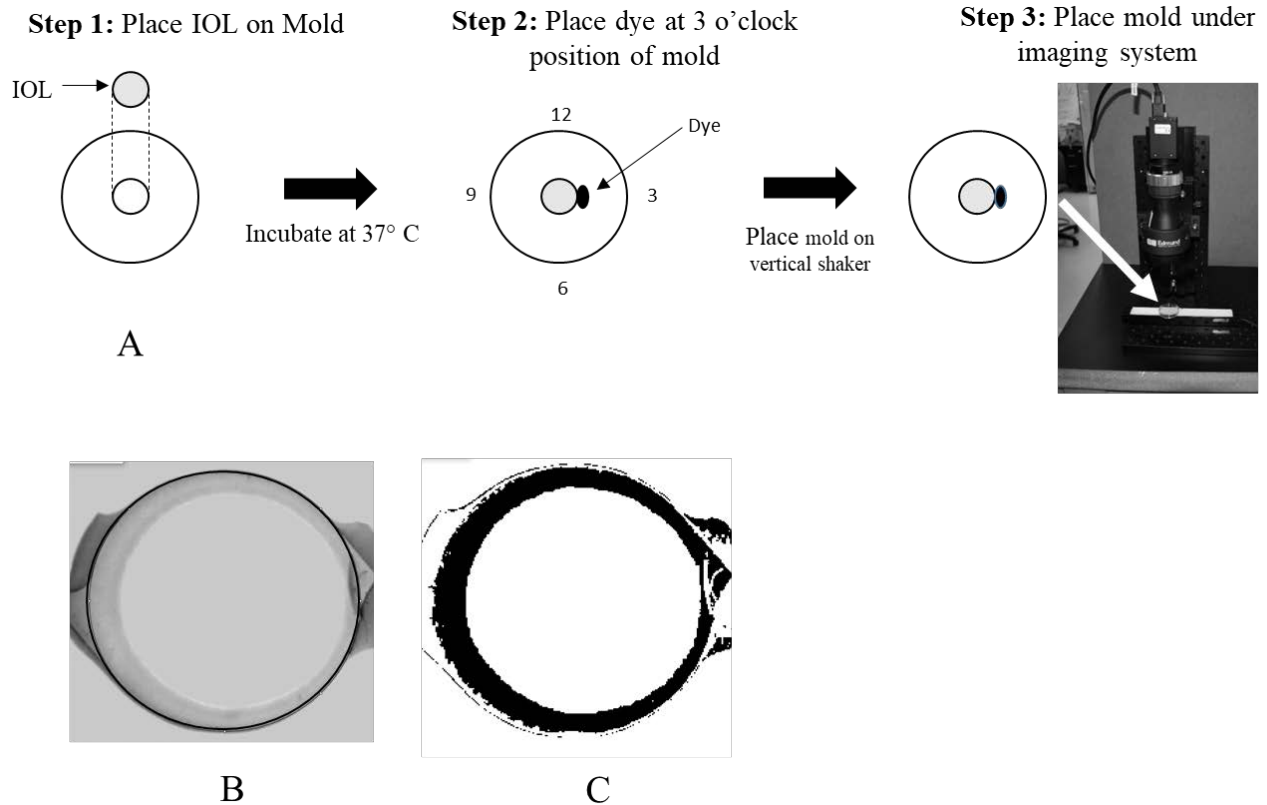 Step 1: Place IOL on Mold
IOL
Incubate at 37° C
A
Step 2: Place dye at 3 o’clock
position of mold
12
Dye
9
3
6
Place mold on
vertical shaker
Step 3: Place mold under
imaging system
Edmund
B
C